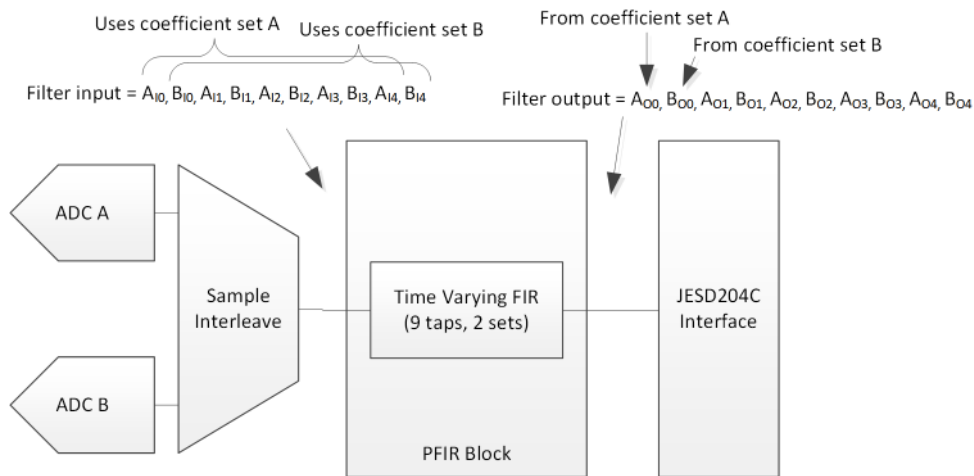 Uses coefficient set A
Uses coefficient set B
Filter input = A_I0, B_I0, A_I1, B_I1, A_I2, B_I2, A_I3, B_I3, A_I4, B_I4
From coefficient set A
From coefficient set B
Filter output = A_O0, B_O0, A_O1, B_O1, A_O2, B_O2, A_O3, B_O3, A_O4, B_O4
ADC A
ADC B
Sample
Interleave
Time Varying FIR
(9 taps, 2 sets)
PFIR Block
JESD204C
Interface